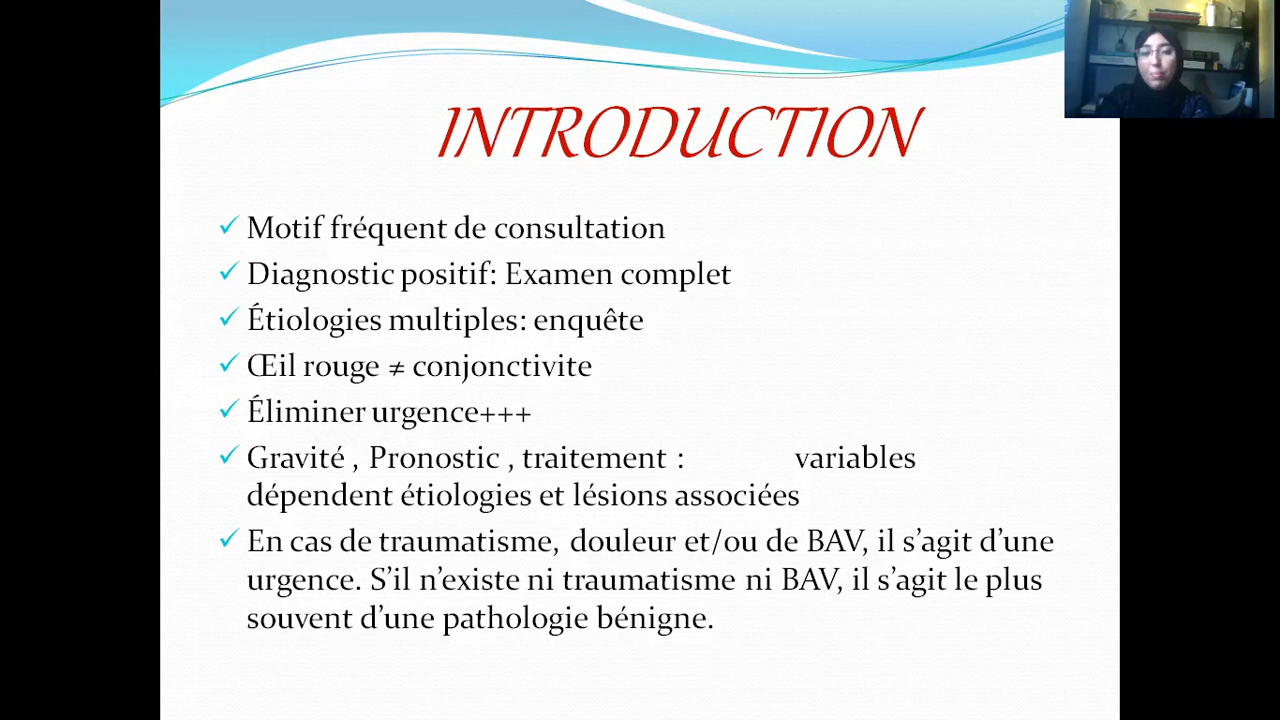 INTRODUCTION
Motif fréquent de consultation
Diagnostic positif: Examen complet
Étiologies multiples: enquête
Œil rouge ≠ conjonctivite
Éliminer urgence+++
Gravité , Pronostic , traitement : variables
dépendent étiologies et lésions associées
En cas de traumatisme, douleur et/ou de BAV, il s’agit d’une
urgence. S’il n’existe ni traumatisme ni BAV, il s’agit le plus
souvent d’une pathologie bénigne.